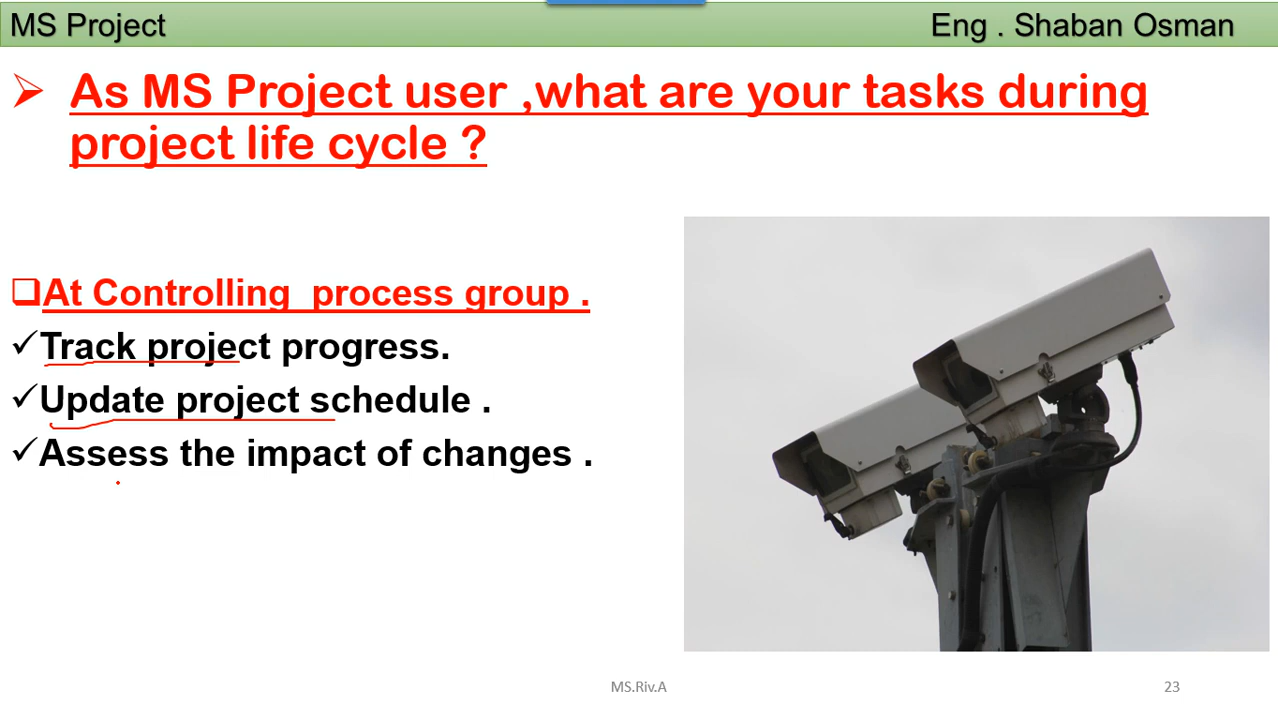 MS Project
Eng . Shaban Osman
As MS Project user ,what are your tasks during
project life cycle ?
At Controlling process group .
Track project progress.
Update project schedule .
Assess the impact of changes .
MS.Riv.A
23